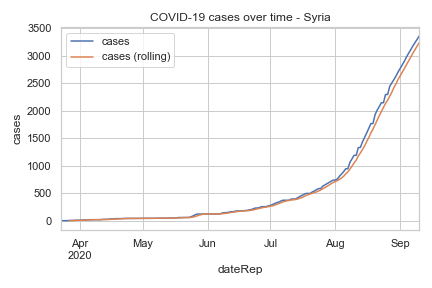 COVID-19 cases over time - Syria
cases
cases (rolling)
3500
3000
2500
2000
1500
1000
500
0
cases
Apr
2020
May
Jun
Jul
Aug
Sep
dateRep